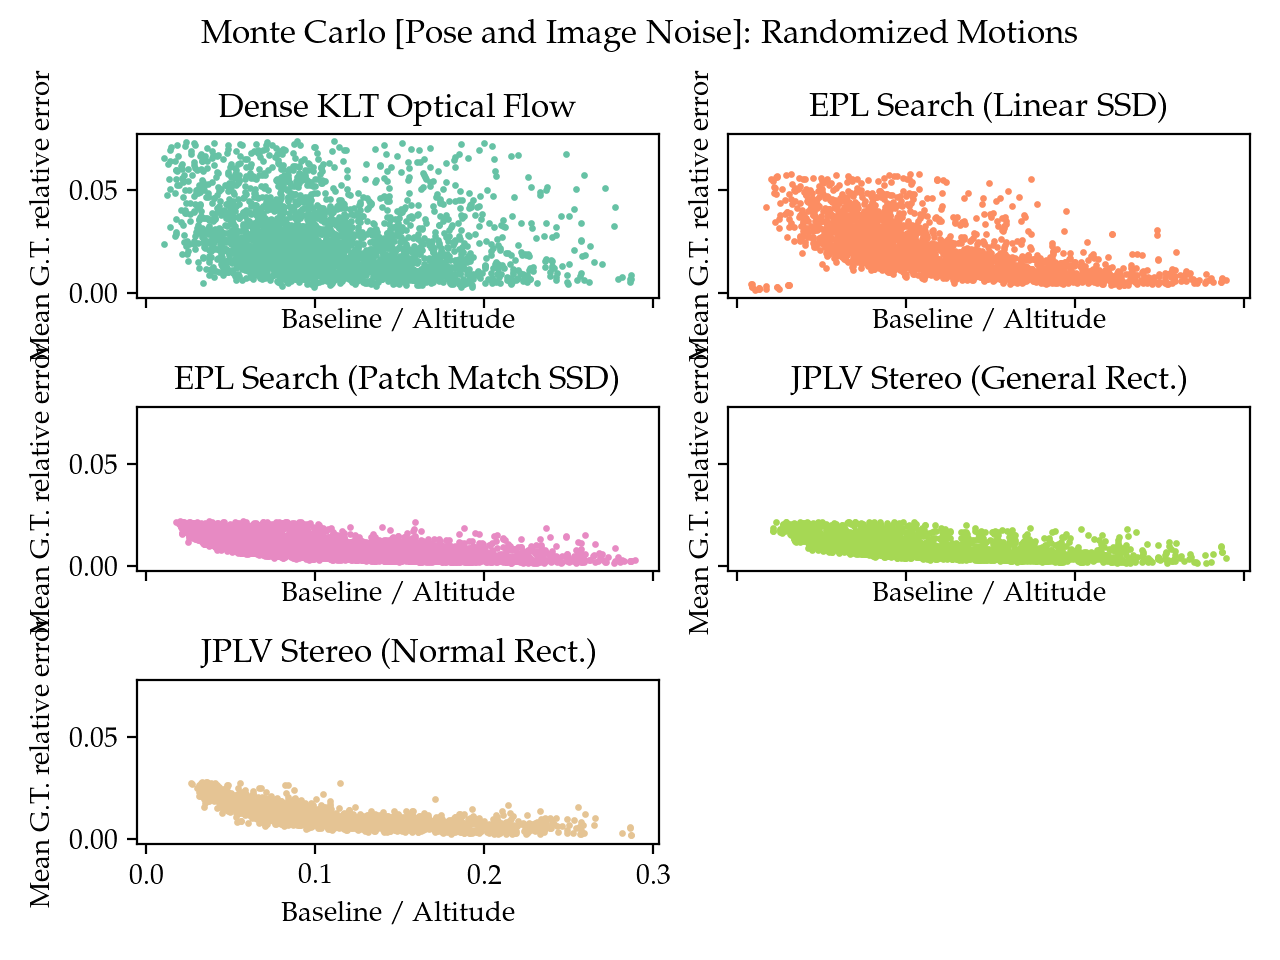 Monte Carlo [Pose and Image Noise]: Randomized Motions
Dense KLT Optical Flow
Mean G.T. relative error
0.05
0.00
Baseline / Altitude
EPL Search (Linear SSD)
Mean G.T. relative error
Baseline / Altitude
EPL Search (Patch Match SSD)
Mean G.T. relative error
0.05
0.00
Baseline / Altitude
JPLV Stereo (General Rect.)
Mean G.T. relative error
Baseline / Altitude
JPLV Stereo (Normal Rect.)
Mean G.T. relative error
0.05
0.00
0.0 0.1 0.2 0.3
Baseline / Altitude